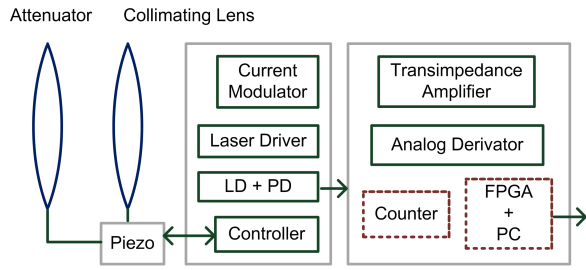 Attenuator
Collimating Lens
Current
Modulator
Laser Driver
LD + PD
Controller
Piezo
Transimpedance
Amplifier
Analog Derivator
Counter
FPGA
+
PC